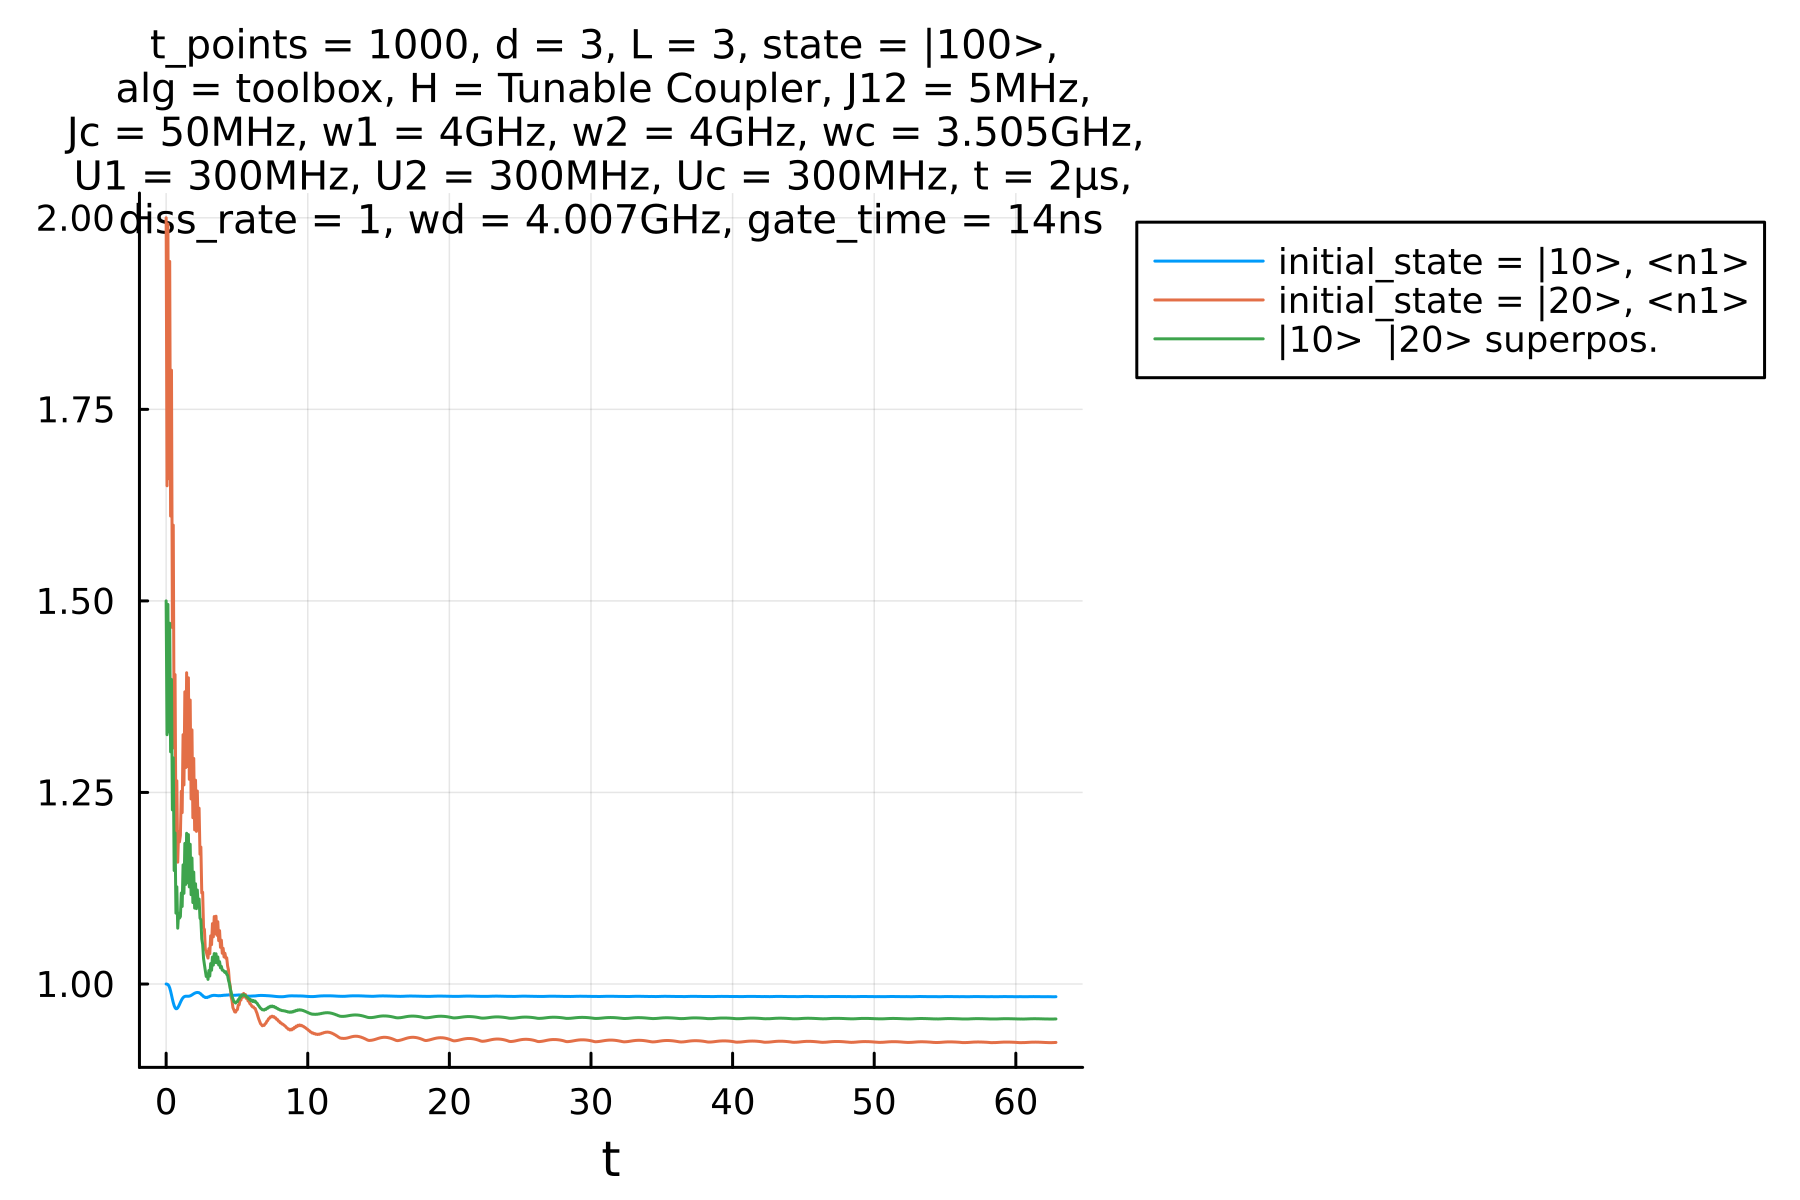 t_points = 1000, d = 3, L = 3, state = |100>,
alg = toolbox, H = Tunable Coupler, J12 = 5MHz,
Jc = 50MHz, w1 = 4GHz, w2 = 4GHz, wc = 3.505GHz,
U1 = 300MHz, U2 = 300MHz, Uc = 300MHz, t = 2μs,
diss_rate = 1, wd = 4.007GHz, gate_time = 14ns
2.00
1.75
1.50
1.25
1.00
0 10 20 30 40 50 60
t
initial_state = |10>, <n1>
initial_state = |20>, <n1>
|10>  |20> superpos.